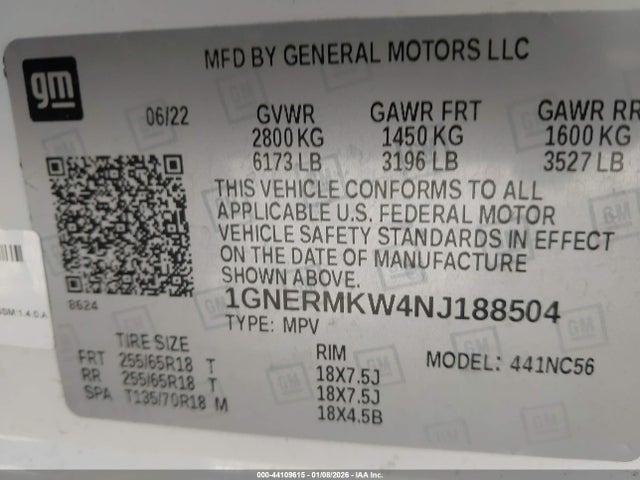 gm
MFD BY GENERAL MOTORS LLC
06/22 GVWR GAWR FRT GAWR RR
2800 KG 1450 KG 1600 KG
6173 LB 3196 LB 3527 LB
THIS VEHICLE CONFORMS TO ALL
APPLICABLE U.S. FEDERAL MOTOR
VEHICLE SAFETY STANDARDS IN EFFECT
ON THE DATE OF MANUFACTURE
SHOWN ABOVE.
8624
1GNERMKW4NJ188504
TYPE: MPV
TIRE SIZE RIM MODEL: 441NC56
FRT 255/65R18 T 18X7.5J
RR 255/65R18 T 18X7.5J
SPA T135/70R18 M 18X4.5B
000-44109615 - 01/08/2026 - IAA Inc.